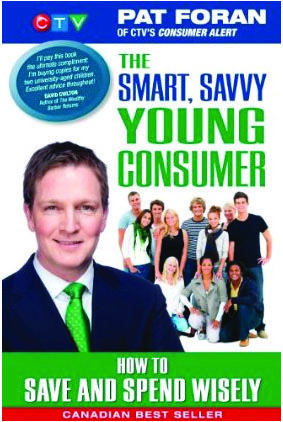 CTV
PAT FORAN
OF CTV'S CONSUMER ALERT
I'll pay this book
the ultimate compliment
I'm buying copies for my
two university-aged children.
Excellent advice throughout!
DAVID CHILTON
Author of The Wealthy
Barber Returns
THE
SMART, SAVVY
YOUNG
CONSUMER
HOW TO
SAVE AND SPEND WISELY
CANADIAN BEST SELLER